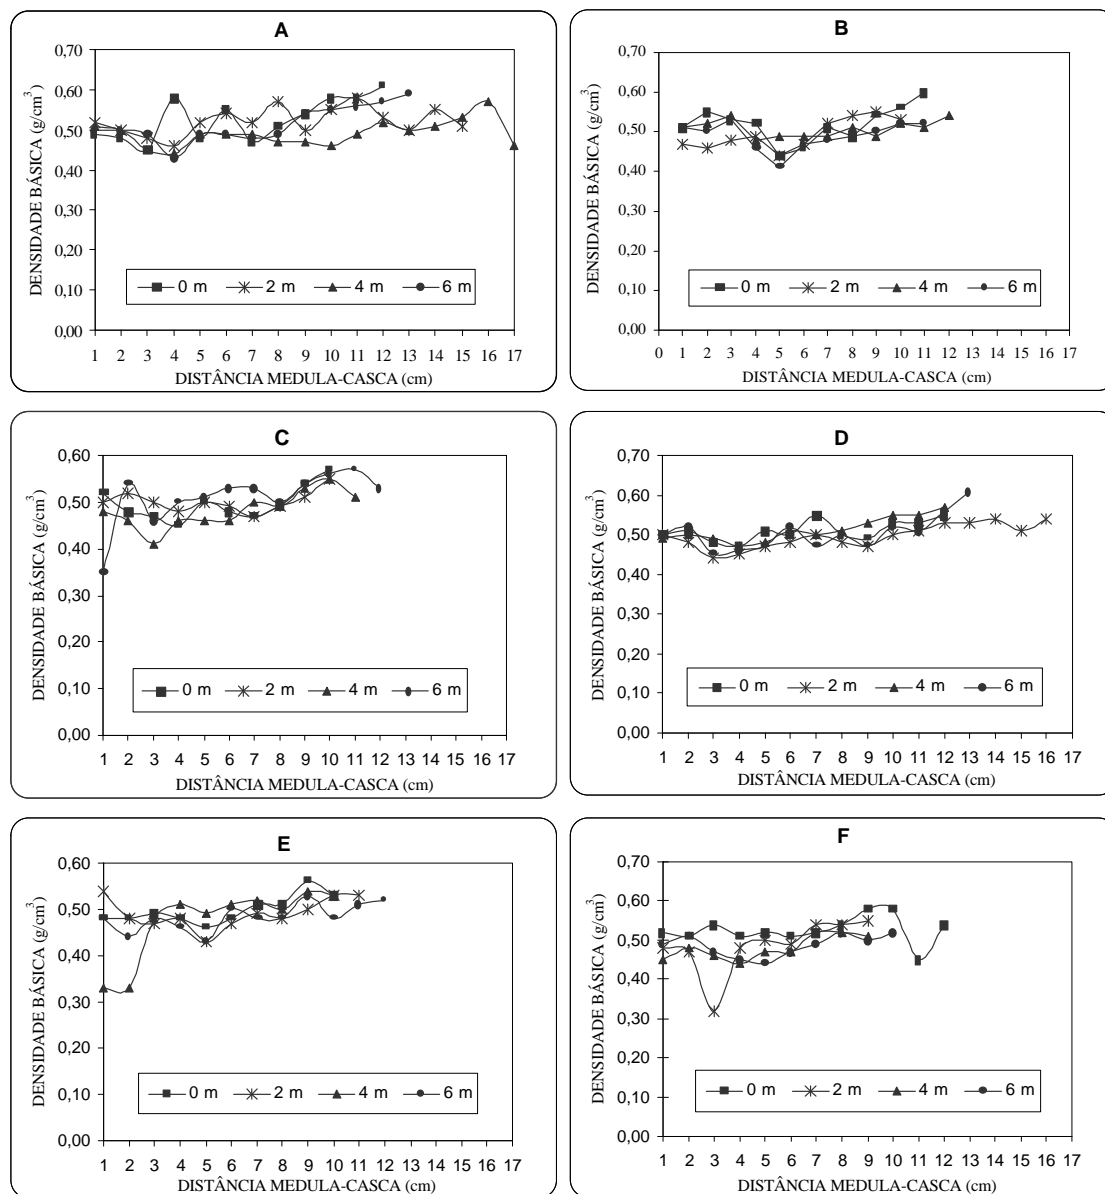 A
DENSIDADE BÁSICA (g/cm³)
0,70
0,60
0,50
0,40
0,30
0,20
0,10
0,00
0 m 2 m 4 m 6 m
1 2 3 4 5 6 7 8 9 10 11 12 13 14 15 16 17
DISTÂNCIA MEDULA-CASCA (cm)
B
DENSIDADE BÁSICA (g/cm³)
0,70
0,60
0,50
0,40
0,30
0,20
0,10
0,00
0 m 2 m 4 m 6 m
0 1 2 3 4 5 6 7 8 9 10 11 12 13 14 15 16 17
DISTÂNCIA MEDULA-CASCA (cm)
C
DENSIDADE BÁSICA (g/cm³)
0,60
0,50
0,40
0,30
0,20
0,10
0,00
0 m 2 m 4 m 6 m
1 2 3 4 5 6 7 8 9 10 11 12 13 14 15 16 17
DISTÂNCIA MEDULA-CASCA (cm)
D
DENSIDADE BÁSICA (g/cm³)
0,70
0,60
0,50
0,40
0,30
0,20
0,10
0,00
0 m 2 m 4 m 6 m
1 2 3 4 5 6 7 8 9 10 11 12 13 14 15 16 17
DISTÂNCIA MEDULA-CASCA (cm)
E
DENSIDADE BÁSICA (g/cm³)
0,60
0,50
0,40
0,30
0,20
0,10
0,00
0 m 2 m 4 m 6 m
1 2 3 4 5 6 7 8 9 10 11 12 13 14 15 16 17
DISTÂNCIA MEDULA-CASCA (cm)
F
DENSIDADE BÁSICA (g/cm³)
0,70
0,60
0,50
0,40
0,30
0,20
0,10
0,00
0 m 2 m 4 m 6 m
1 2 3 4 5 6 7 8 9 10 11 12 13 14 15 16 17
DISTÂNCIA MEDULA-CASCA (cm)